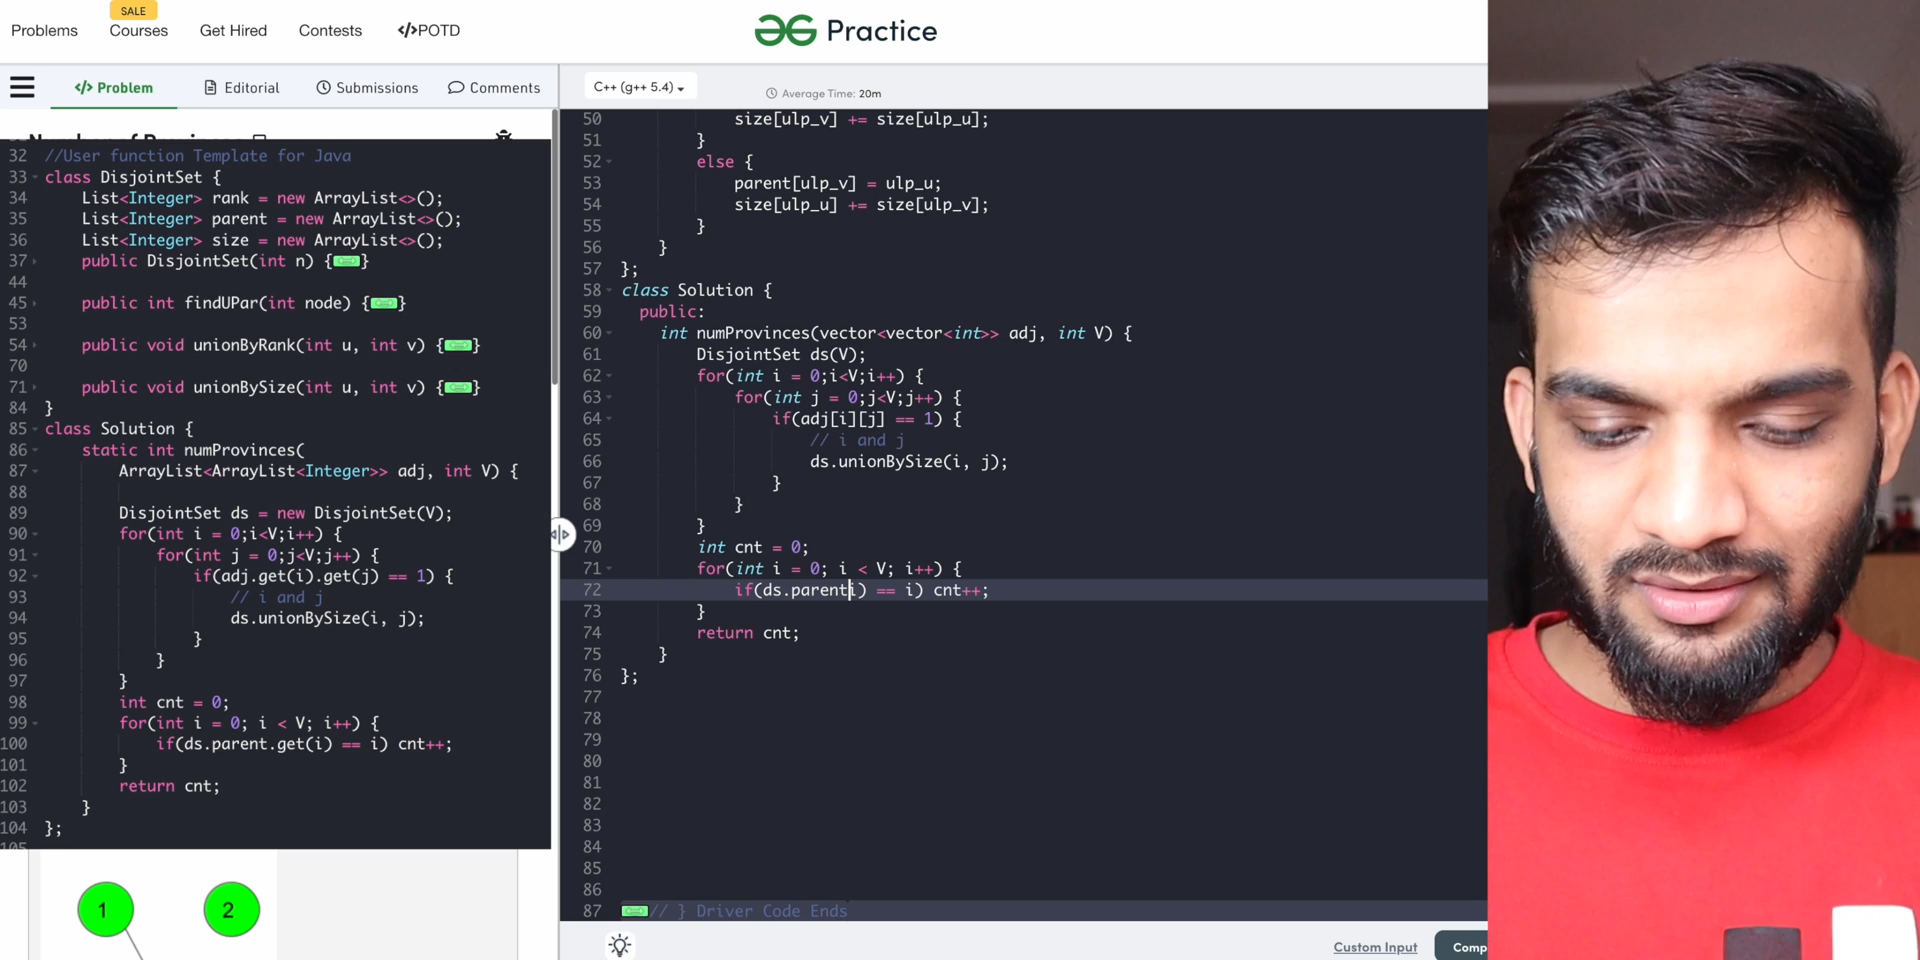 SALE
Problems
Courses
Get Hired
Contests
</>POTD
Practice
</> Problem
Editorial
Submissions
Comments
C++ (g++ 5.4)
Average Time: 20m
32 //User function Template for Java
33 class DisjointSet {
34 List<Integer> rank = new ArrayList<>();
35 List<Integer> parent = new ArrayList<>();
36 List<Integer> size = new ArrayList<>();
37 public DisjointSet(int n) {}
44
45 public int findUPar(int node) {}
53
54 public void unionByRank(int u, int v) {}
70
71 public void unionBySize(int u, int v) {}
84 }
85 class Solution {
86 static int numProvinces(
87 ArrayList<ArrayList<Integer>> adj, int V) {
88
89 DisjointSet ds = new DisjointSet(V);
90 for(int i = 0;i<V;i++) {
91 for(int j = 0;j<V;j++) {
92 if(adj.get(i).get(j) == 1) {
93 // i and j
94 ds.unionBySize(i, j);
95 }
96 }
97 }
98 int cnt = 0;
99 for(int i = 0; i < V; i++) {
100 if(ds.parent.get(i) == i) cnt++;
101 }
102 return cnt;
103 }
104 };
105
1
2
50 size[ulp_v] += size[ulp_u];
51 }
52 else {
53 parent[ulp_v] = ulp_u;
54 size[ulp_u] += size[ulp_v];
55 }
56 }
57 };
58 class Solution {
59 public:
60 int numProvinces(vector<vector<int>> adj, int V) {
61 DisjointSet ds(V);
62 for(int i = 0;i<V;i++) {
63 for(int j = 0;j<V;j++) {
64 if(adj[i][j] == 1) {
65 // i and j
66 ds.unionBySize(i, j);
67 }
68 }
69 }
70 int cnt = 0;
71 for(int i = 0; i < V; i++) {
72 if(ds.parenti) == i) cnt++;
73 }
74 return cnt;
75 }
76 };
77
78
79
80
81
82
83
84
85
86
87 // } Driver Code Ends
Custom Input
Comp